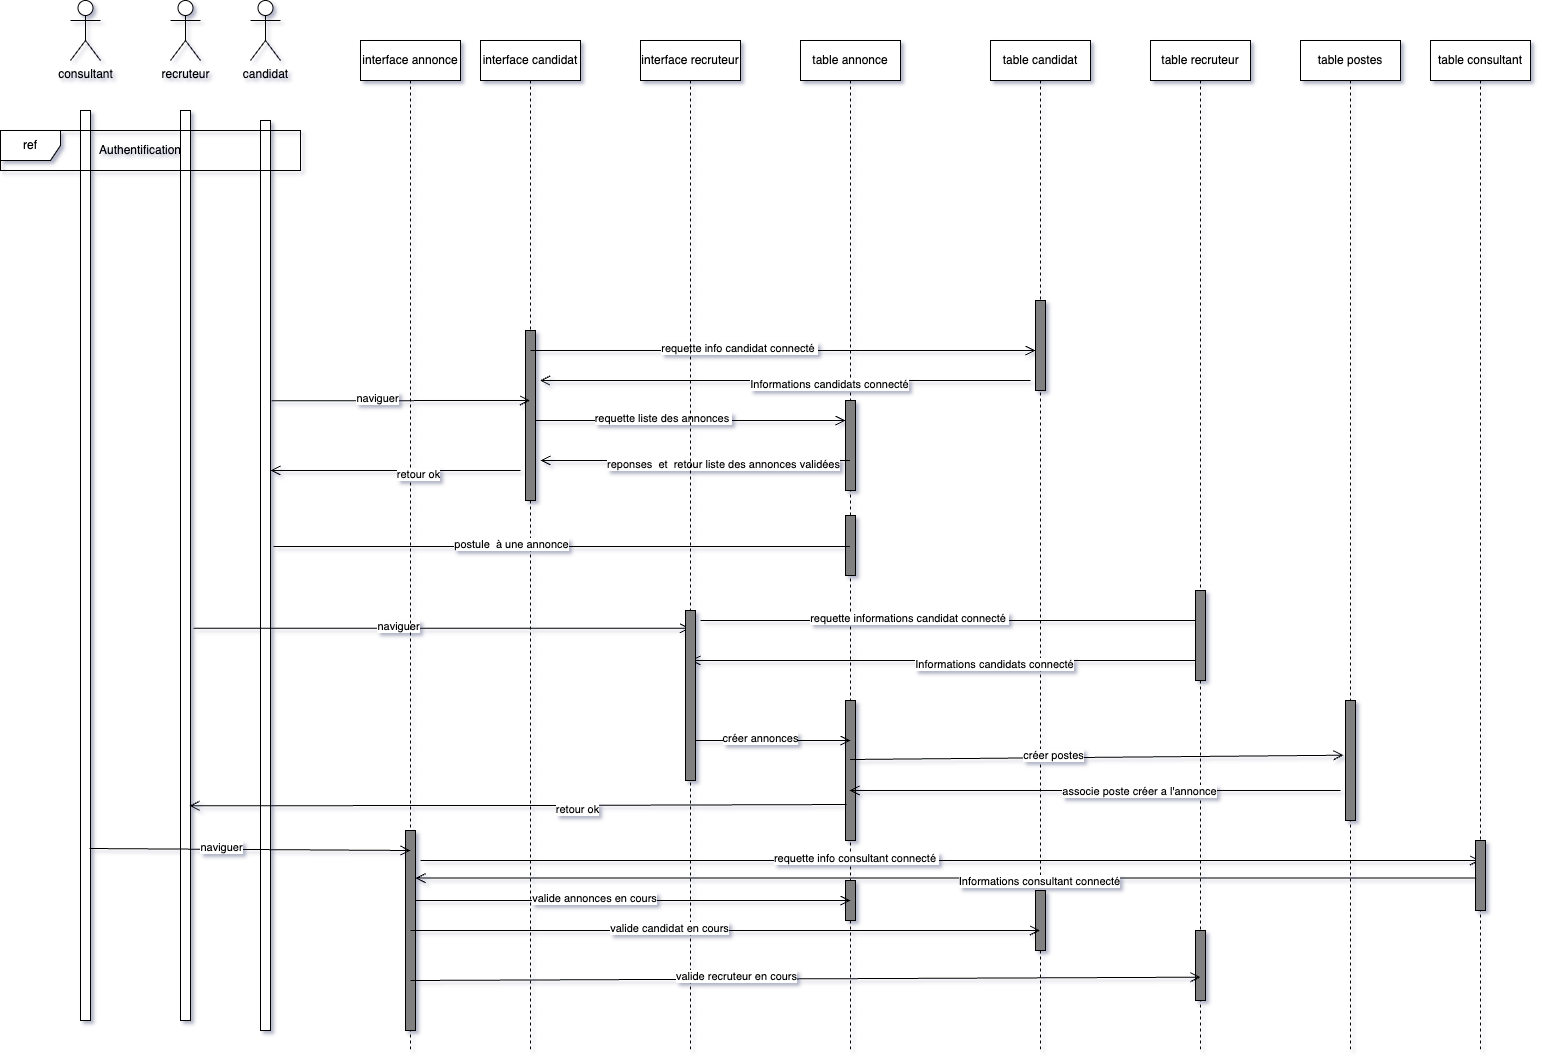 consultant
recruteur
candidat
interface annonce
interface candidat
interface recruteur
table annonce
table candidat
table recruteur
table postes
table consultant
ref
Authentification
requette info candidat connecté
Informations candidats connecté
naviguer
requette liste des annonces
reponses et retour liste des annonces validées
retour ok
postule à une annonce
requette informations candidat connecté
naviguer
Informations candidats connecté
créer annonces
créer postes
associe poste créer a l'annonce
retour ok
naviguer
requette info consultant connecté
Informations consultant connecté
valide annonces en cours
valide candidat en cours
valide recruteur en cours